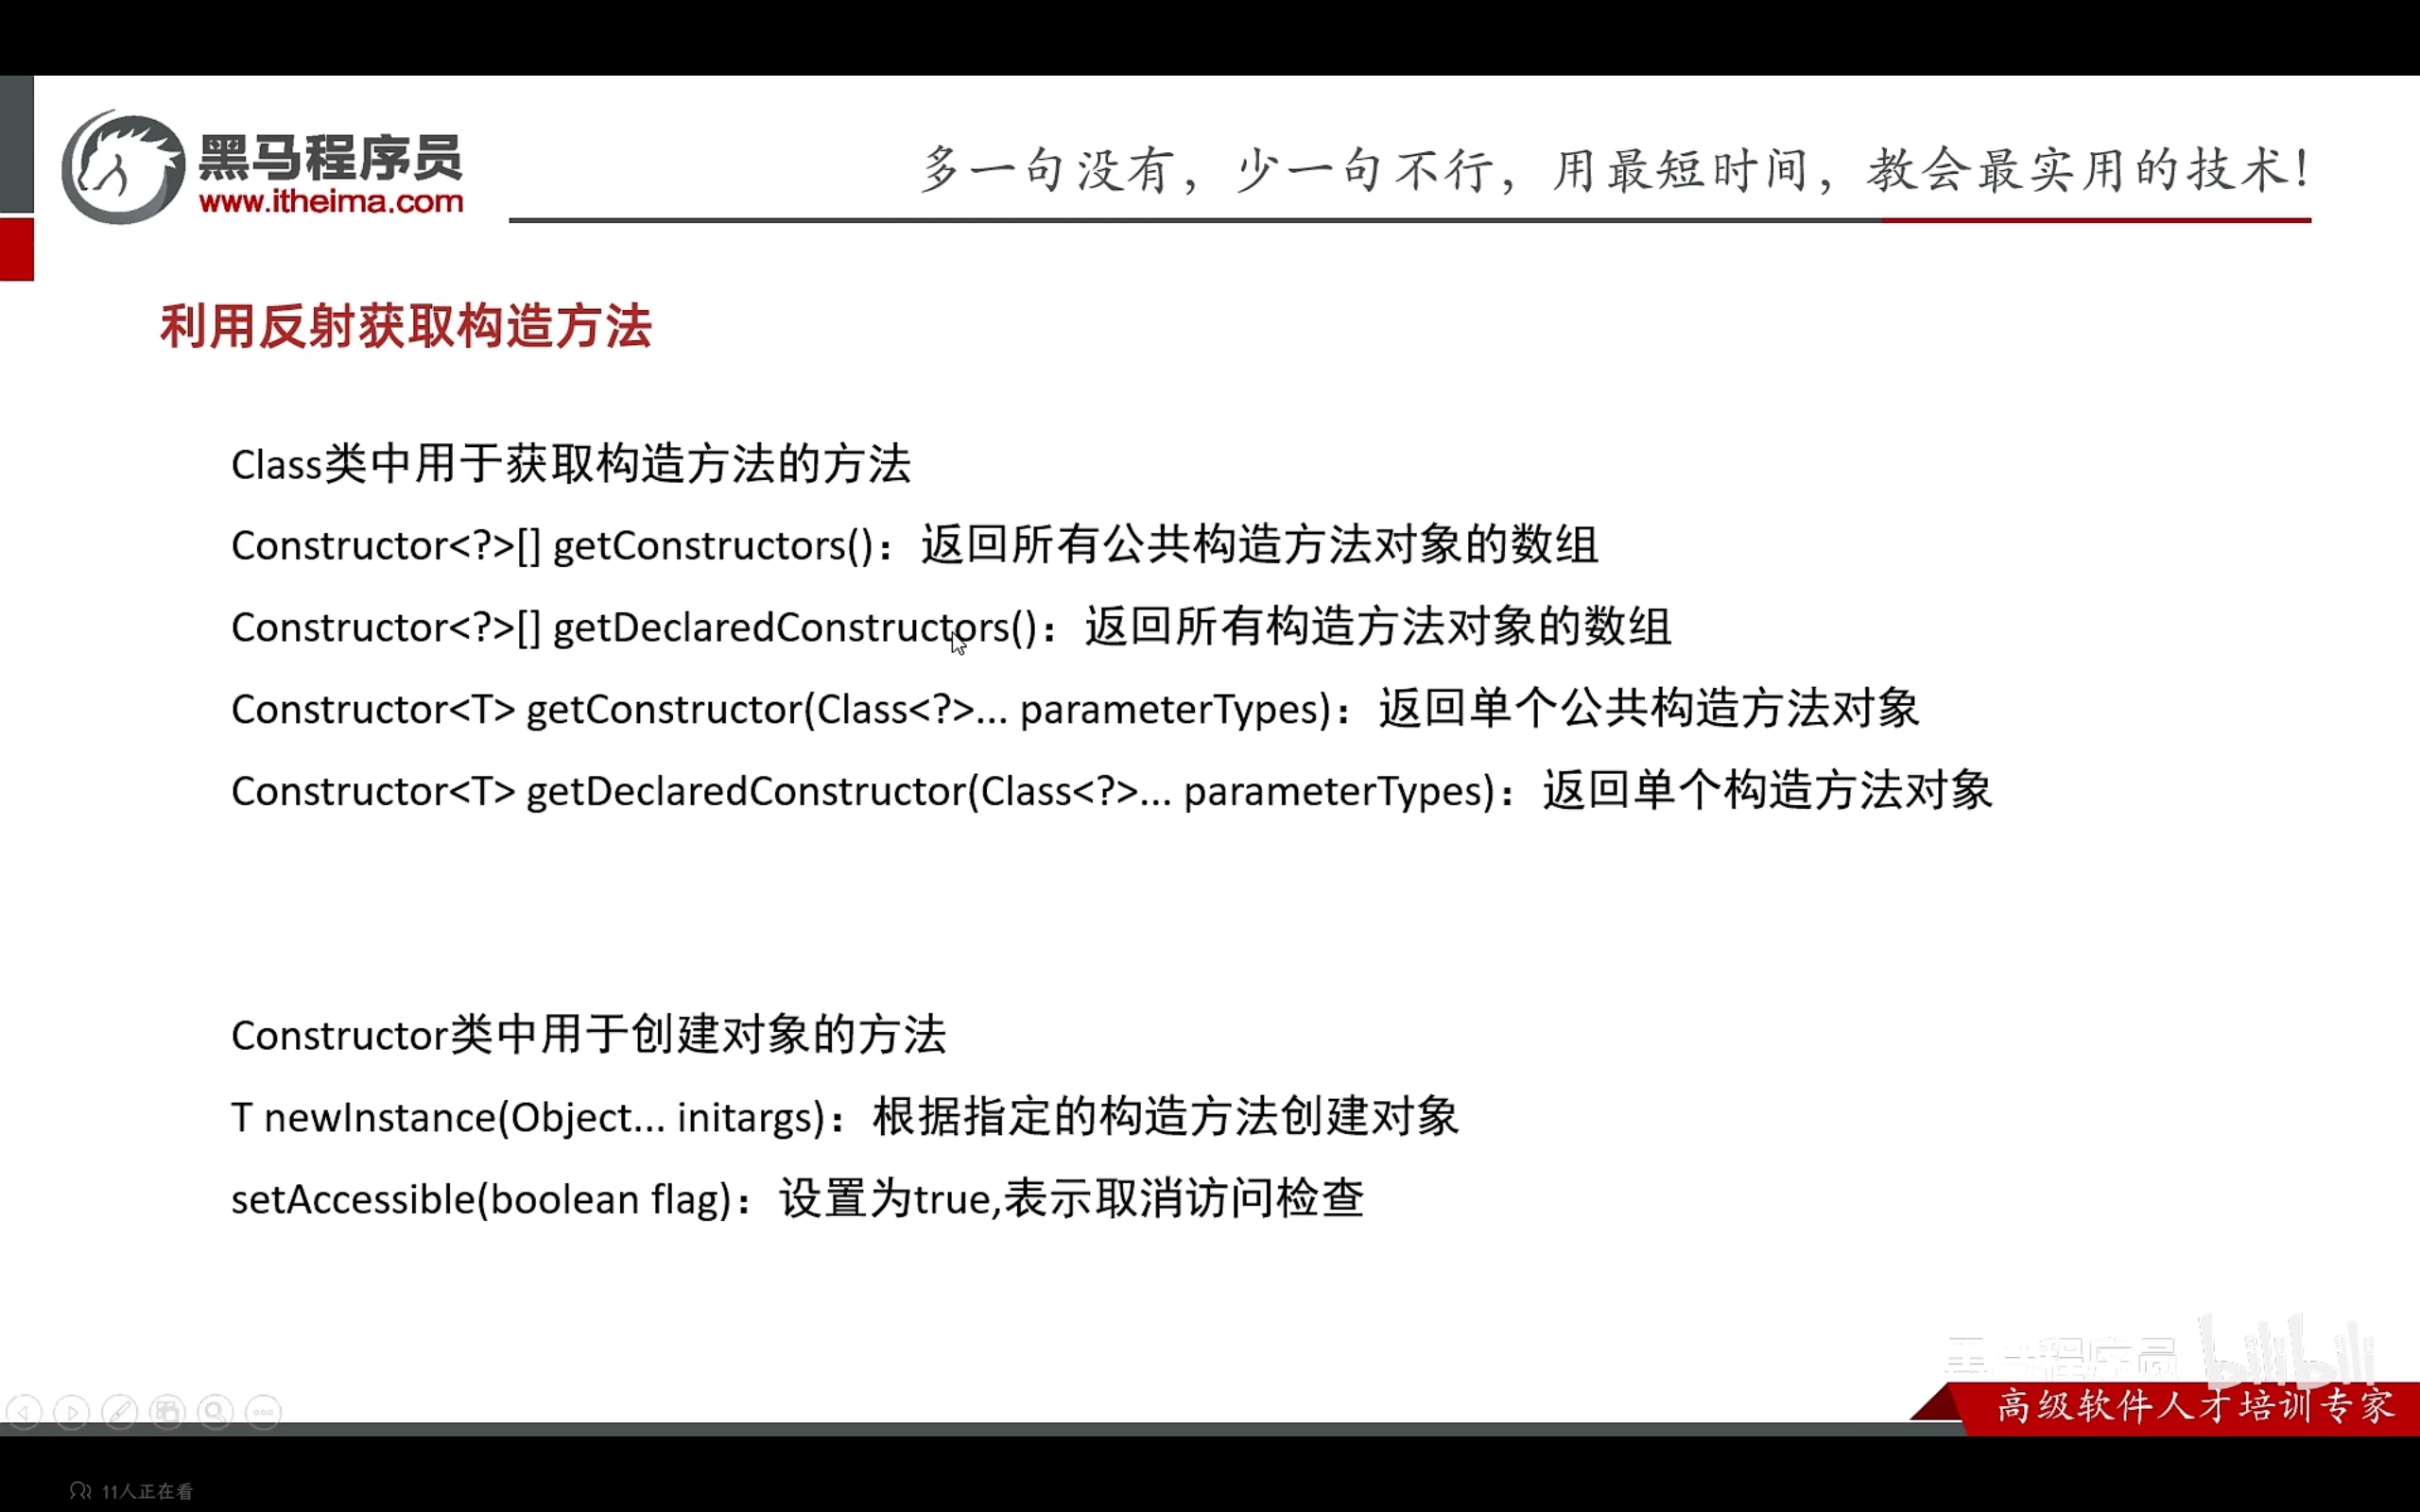 黑马程序员
www.itheima.com
多一句没有，少一句不行，用最短时间，教会最实用的技术！
利用反射获取构造方法
Class类中用于获取构造方法的方法
Constructor<?>[] getConstructors()：返回所有公共构造方法对象的数组
Constructor<?>[] getDeclaredConstructors()：返回所有构造方法对象的数组
Constructor<T> getConstructor(Class<?>... parameterTypes)：返回单个公共构造方法对象
Constructor<T> getDeclaredConstructor(Class<?>... parameterTypes)：返回单个构造方法对象
Constructor类中用于创建对象的方法
T newInstance(Object... initargs)：根据指定的构造方法创建对象
setAccessible(boolean flag)：设置为true,表示取消访问检查
黑马程序员 bilibili
高级软件人才培训专家
11人正在看